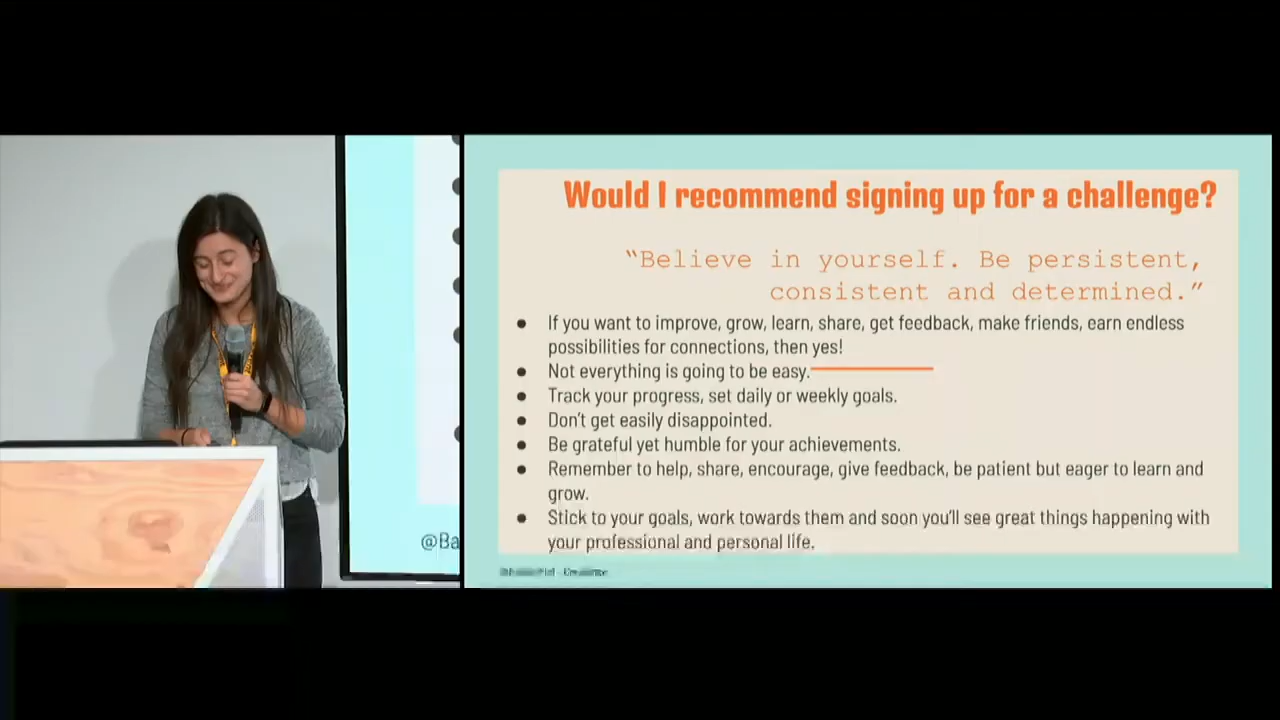 Would I recommend signing up for a challenge?
“Believe in yourself. Be persistent,
consistent and determined.”
● If you want to improve, grow, learn, share, get feedback, make friends, earn endless
possibilities for connections, then yes!
● Not everything is going to be easy.
● Track your progress, set daily or weekly goals.
● Don't get easily disappointed.
● Be grateful yet humble for your achievements.
● Remember to help, share, encourage, give feedback, be patient but eager to learn and
grow.
● Stick to your goals, work towards them and soon you'll see great things happening with
your professional and personal life.
@Ba